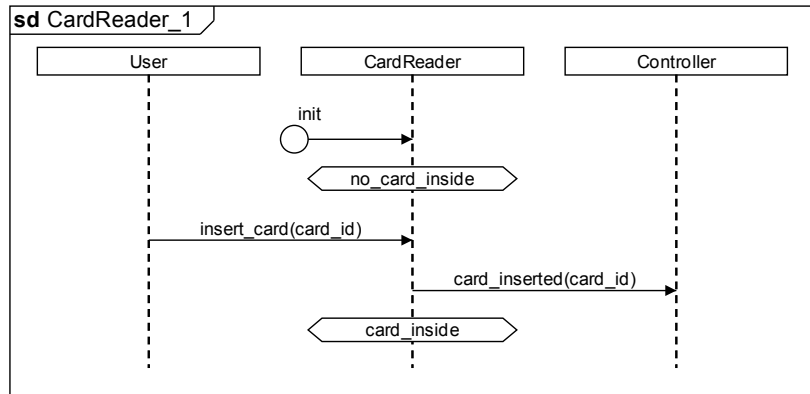 sd CardReader_1
User CardReader Controller
init
no_card_inside
insert_card(card_id)
card_inserted(card_id)
card_inside